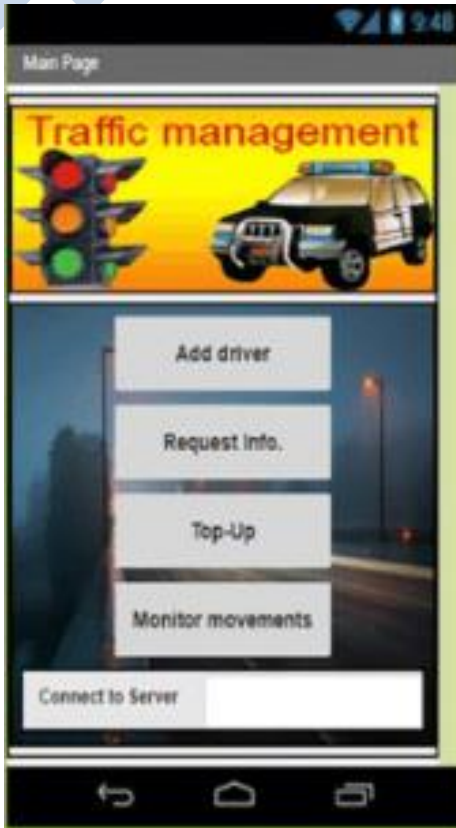 9:48
Main Page
Traffic management
Add driver
Request Info.
Top-Up
Monitor movements
Connect to Server